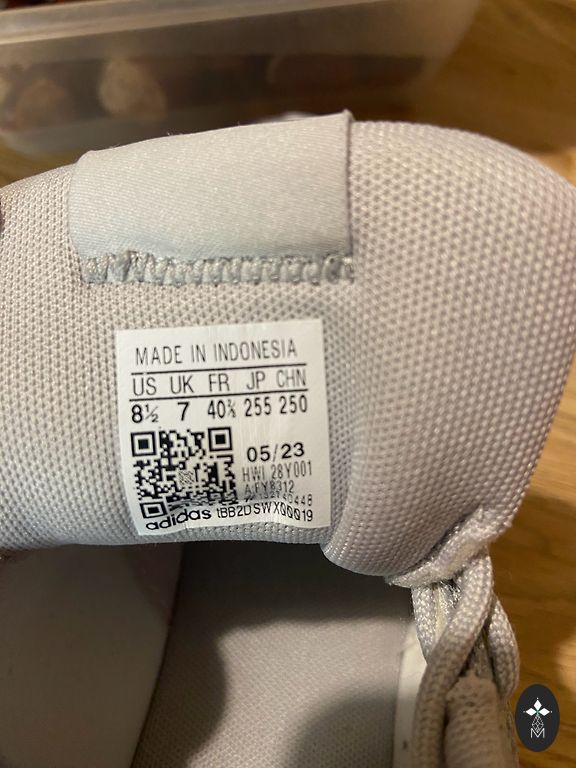 MADE IN INDONESIA
US UK FR JP CHN
8½ 7 40⅔ 255 250
05/23
HWI 28Y001
adidas tBB2DSWXQQQ19
M